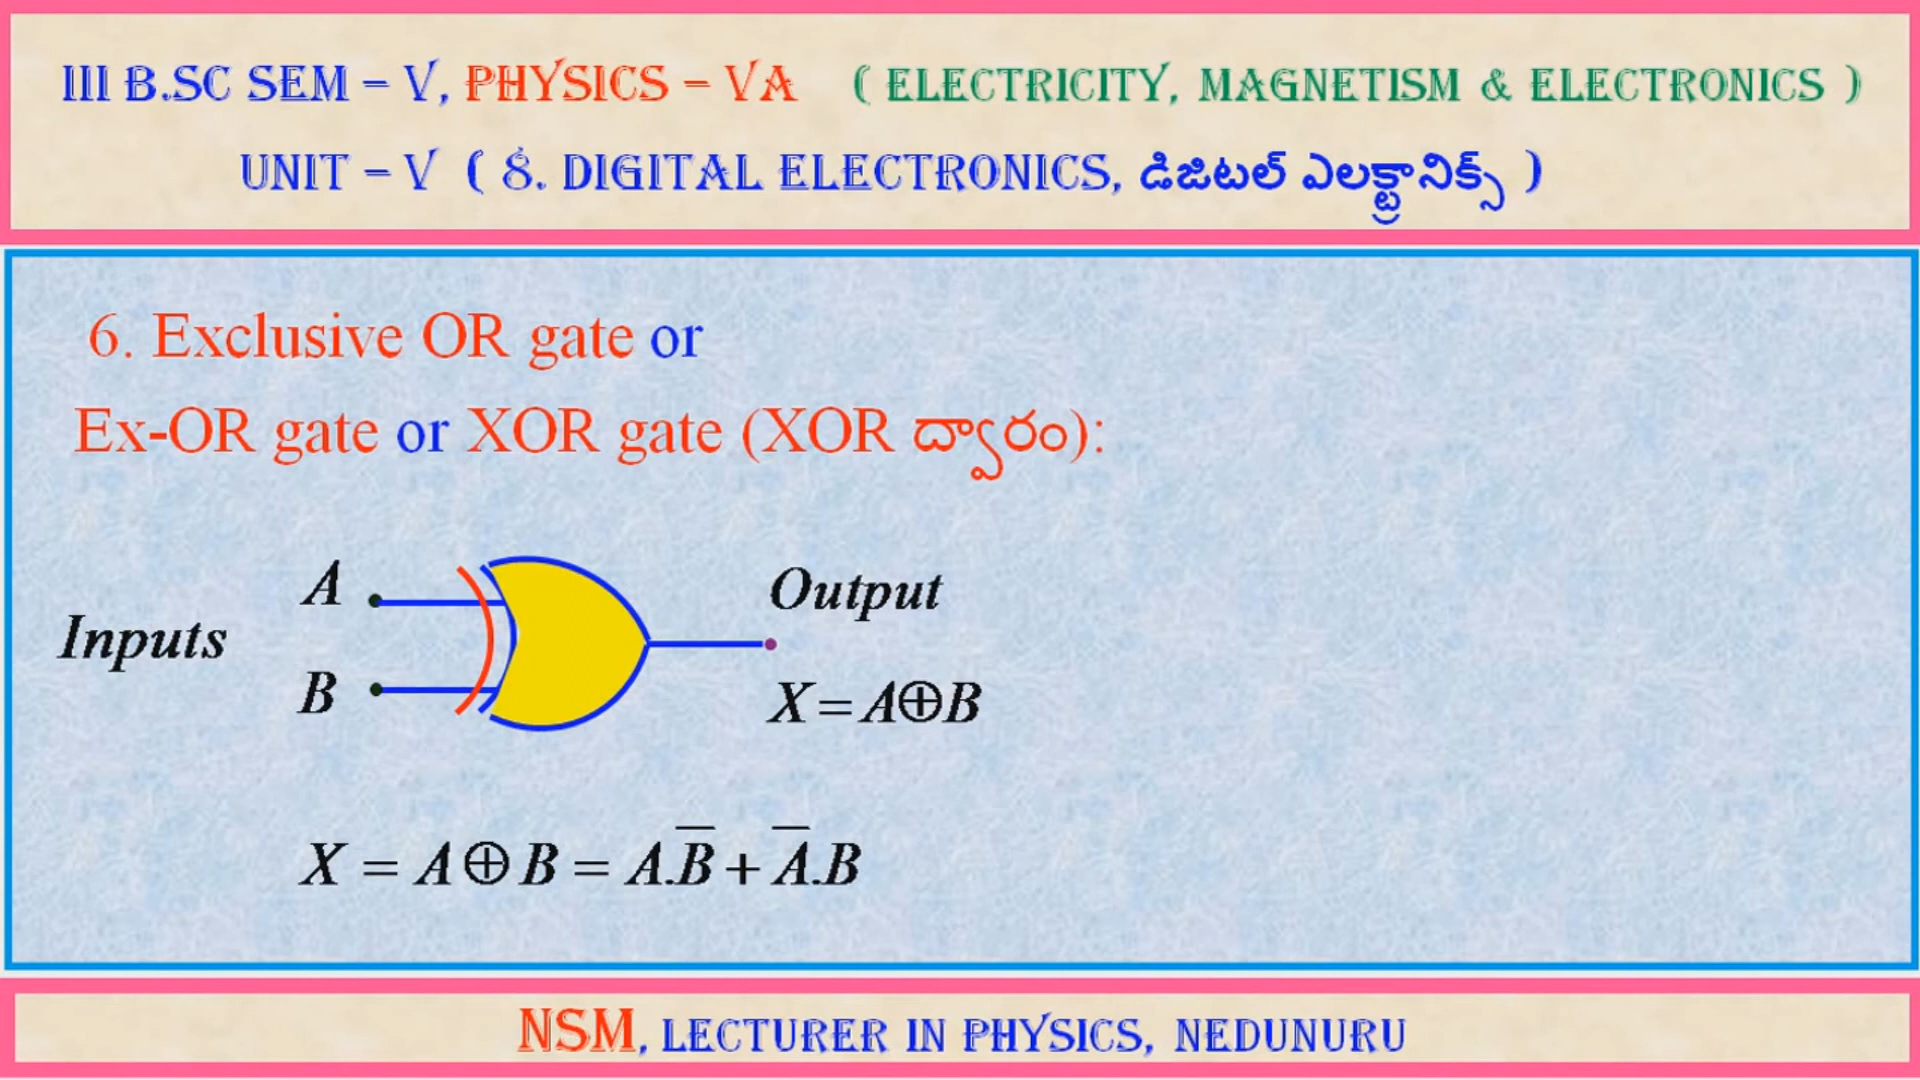 III B.SC SEM – V, PHYSICS – VA ( ELECTRICITY, MAGNETISM & ELECTRONICS )
UNIT – V ( 8. DIGITAL ELECTRONICS, డిజిటల్ ఎలక్ట్రానిక్స్ )
6. Exclusive OR gate or
Ex-OR gate or XOR gate (XOR ద్వారం):
Inputs
A
B
Output
X = A⊕B
X = A ⊕ B = A.B̅ + A̅.B
NSM, LECTURER IN PHYSICS, NEDUNURU